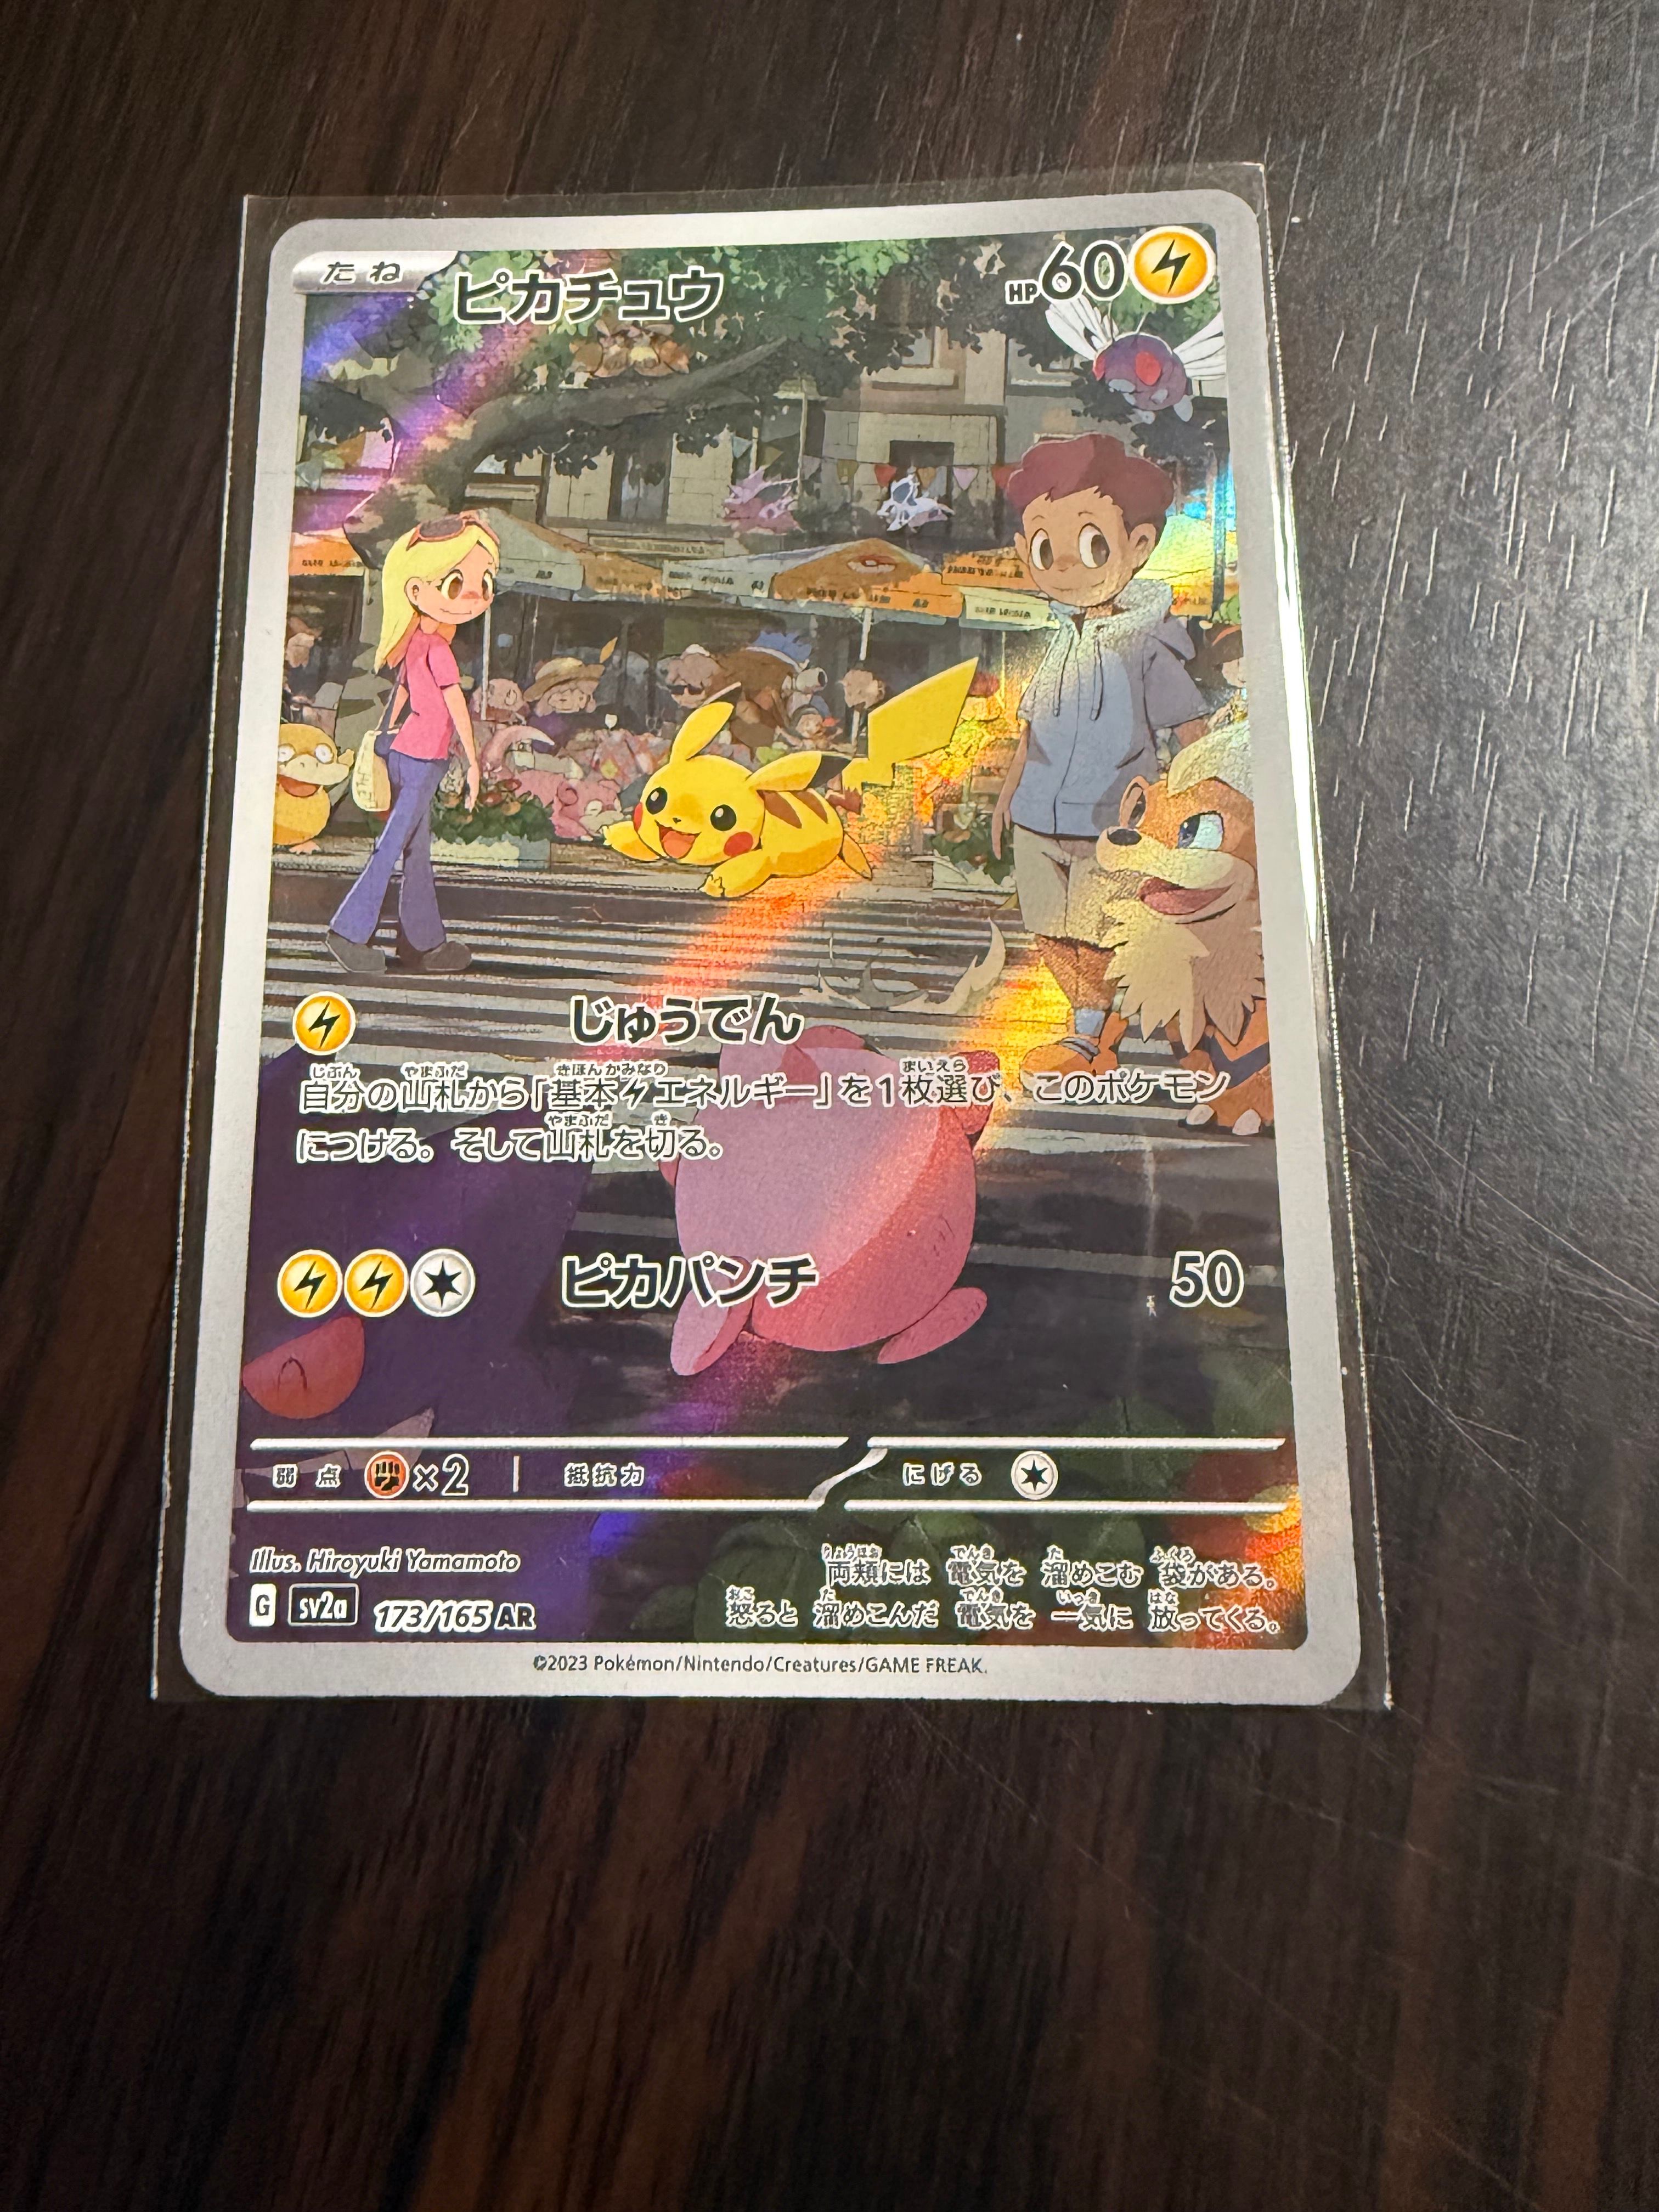 たね ピカチュウ HP60
じゅうでん
自分の山札から「基本エネルギー」を1枚選び、このポケモン
につける。そして山札を切る。
ピカパンチ 50
弱点 ×2 抵抗力 にげる
Illus. Hiroyuki Yamamoto
両頬には 電気を 溜めこむ 袋がある。
怒ると 溜めこんだ 電気を 一気に 放ってくる。
G sv2a 173/165 AR
©2023 Pokémon/Nintendo/Creatures/GAME FREAK.